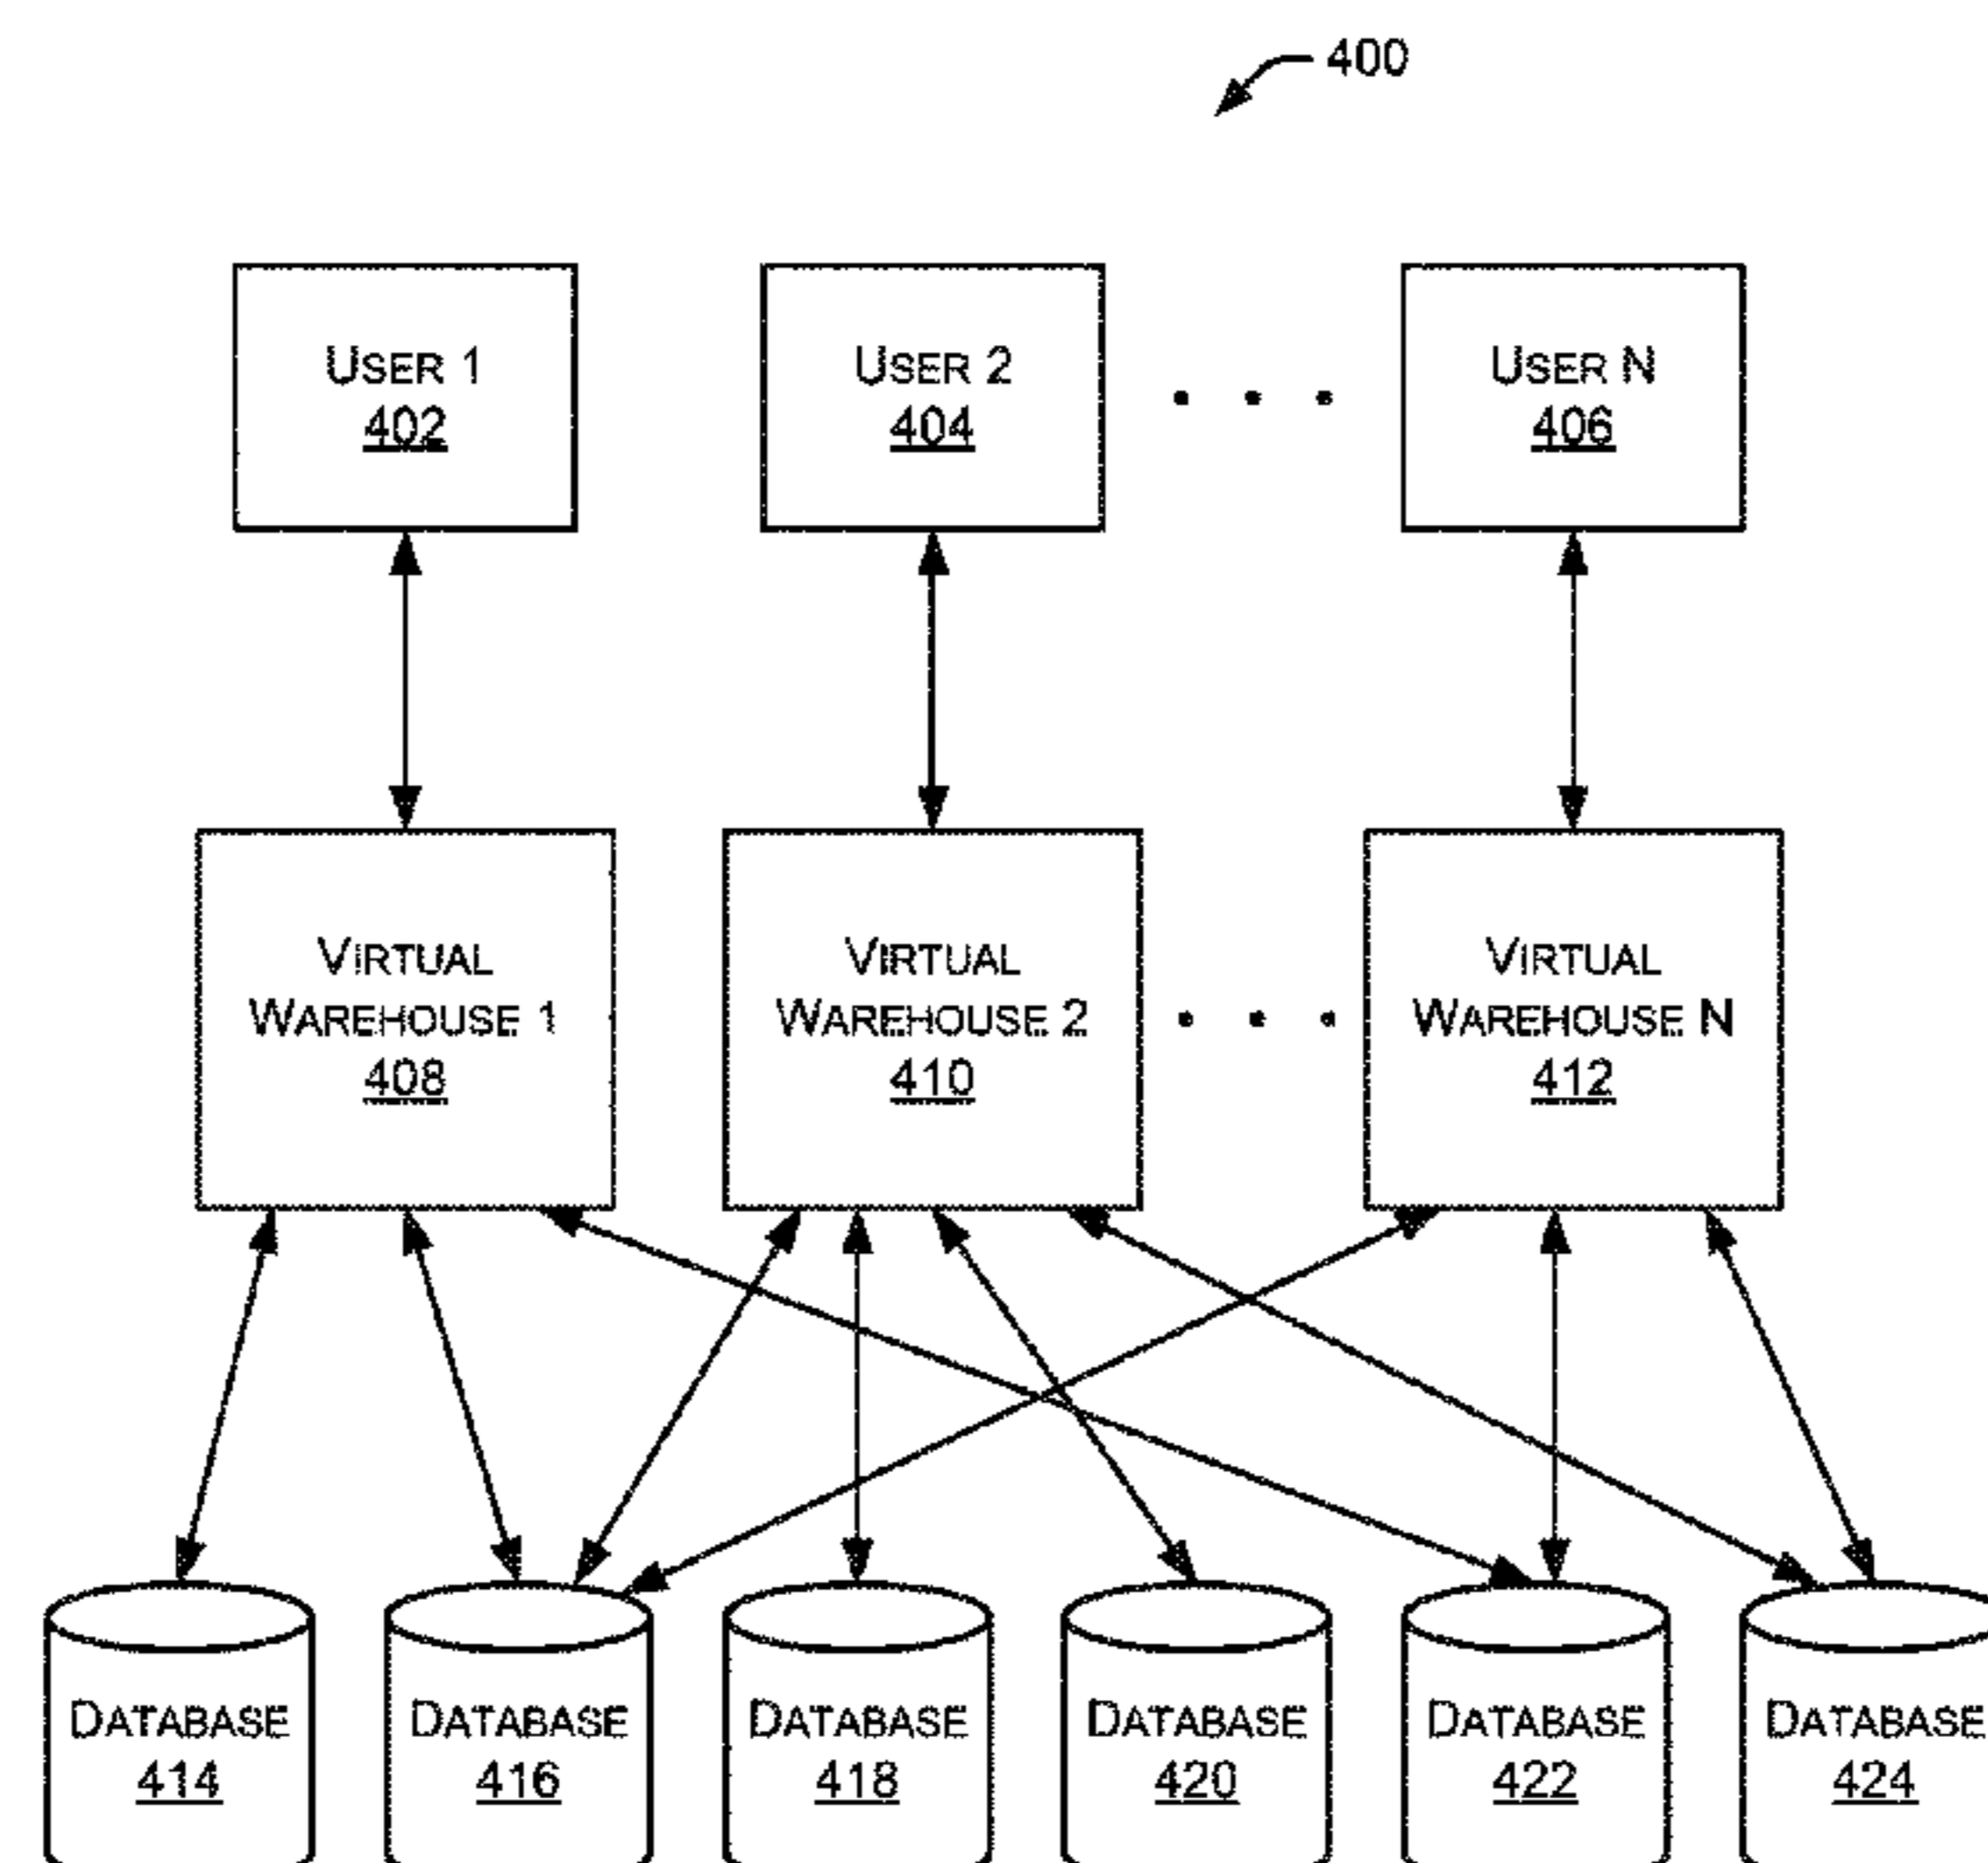 400
USER 1
402
USER 2
404
• • •
USER N
406
VIRTUAL
WAREHOUSE 1
408
VIRTUAL
WAREHOUSE 2
410
• • •
VIRTUAL
WAREHOUSE N
412
DATABASE
414
DATABASE
416
DATABASE
418
DATABASE
420
DATABASE
422
DATABASE
424